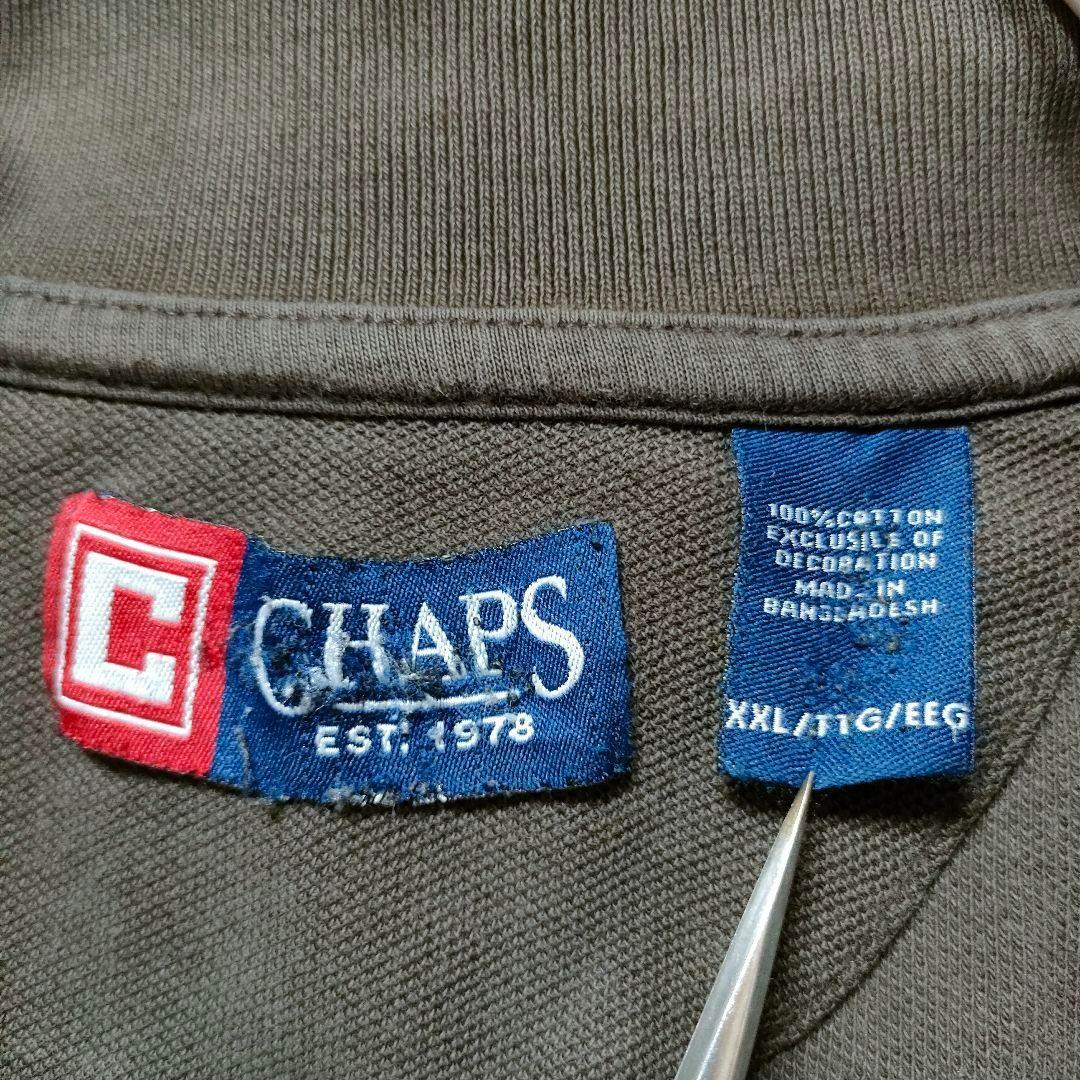 C
CHAPS
EST. 1978
100% COTTON
EXCLUSIVE OF
DECORATION
MADE IN
BANGLADESH
XXL/TTG/EEG